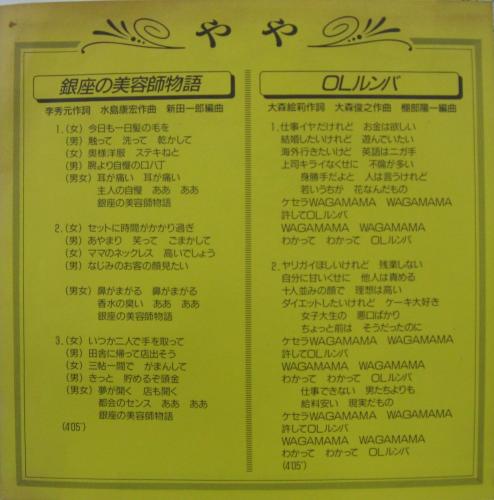 やや
銀座の美容師物語
李秀元作詞 水島康宏作曲 新田一郎編曲
1.(女) 今日も一日髪の毛を
(男) 触って 洗って 乾かして
(女) 奥様洋服 ステキねと
(男) 腕より自慢の口八丁
(男女) 耳が痛い 耳が痛い
主人の自慢 ああ ああ
銀座の美容師物語
2.(女) セットに時間がかかり過ぎ
(男) あやまり 笑って ごまかして
(女) ママのネックレス 高いでしょう
(男) なじみのお客の顔見たい
(男女) 鼻がまがる 鼻がまがる
香水の臭い ああ ああ
銀座の美容師物語
3.(女) いつか二人で手を取って
(男) 田舎に帰って店出そう
(女) 三帖一間で がまんして
(男) きっと 貯めるぞ頭金
(男女) 夢が開く 店も開く
都会のセンス ああ ああ
銀座の美容師物語
(4'05")
OLルンバ
大森絵莉作詞 大森俊之作曲 棚部陽一編曲
1.仕事イヤだけれど お金は欲しい
結婚したいけれど 遊んでいたい
海外行きたいけど 英語はニガ手
上司キライなくせに 不倫が多い
身勝手だよと 人は言うけれど
若いうちが 花なんだもの
ケセラWAGAMAMA WAGAMAMA
許してOLルンバ
WAGAMAMA WAGAMAMA
わかって わかって OLルンバ
2.ヤリガイほしいけれど 残業しない
自分に甘いくせに 他人は責める
十人並みの顔で 理想は高い
ダイエットしたいけれど ケーキ大好き
女子大生の 悪口ばかり
ちょっと前は そうだったのに
ケセラWAGAMAMA WAGAMAMA
許してOLルンバ
WAGAMAMA WAGAMAMA
わかって わかって OLルンバ
仕事できない 男たちよりも
給料安い 現実だもの
ケセラWAGAMAMA WAGAMAMA
許してOLルンバ
WAGAMAMA WAGAMAMA
わかって わかって OLルンバ
(4'05")